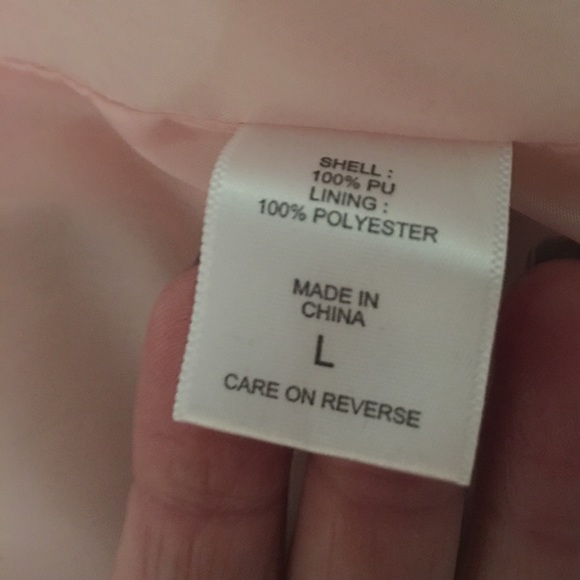 SHELL :
100% PU
LINING :
100% POLYESTER
MADE IN
CHINA
L
CARE ON REVERSE